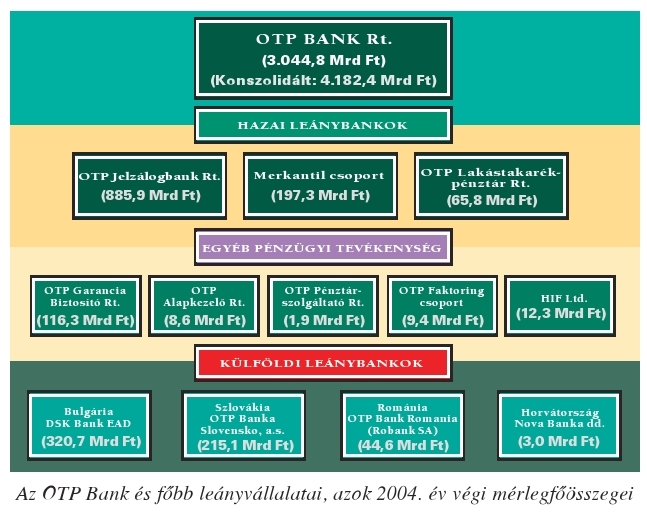 OTP BANK Rt.
(3.044,8 Mrd Ft)
(Konszolidált: 4.182,4 Mrd Ft)
HAZAI LEÁNYBANKOK
OTP Jelzálogbank Rt.
(885,9 Mrd Ft)
Merkantil csoport
(197,3 Mrd Ft)
OTP Lakástakarék-
pénztár Rt.
(65,8 Mrd Ft)
EGYÉB PÉNZÜGYI TEVÉKENYSÉG
OTP Garancia
Biztosító Rt.
(116,3 Mrd Ft)
OTP
Alapkezelő Rt.
(8,6 Mrd Ft)
OTP Pénztár-
szolgáltató Rt.
(1,9 Mrd Ft)
OTP Faktoring
csoport
(9,4 Mrd Ft)
HIF Ltd.
(12,3 Mrd Ft)
KÜLFÖLDI LEÁNYBANKOK
Bulgária
DSK Bank EAD
(320,7 Mrd Ft)
Szlovákia
OTP Banka
Slovensko, a.s.
(215,1 Mrd Ft)
Románia
OTP Bank Romania
(Robank SA)
(44,6 Mrd Ft)
Horvátország
Nova Banka dd.
(3,0 Mrd Ft)
Az OTP Bank és főbb leányvállalatai, azok 2004. év végi mérlegfőösszegei